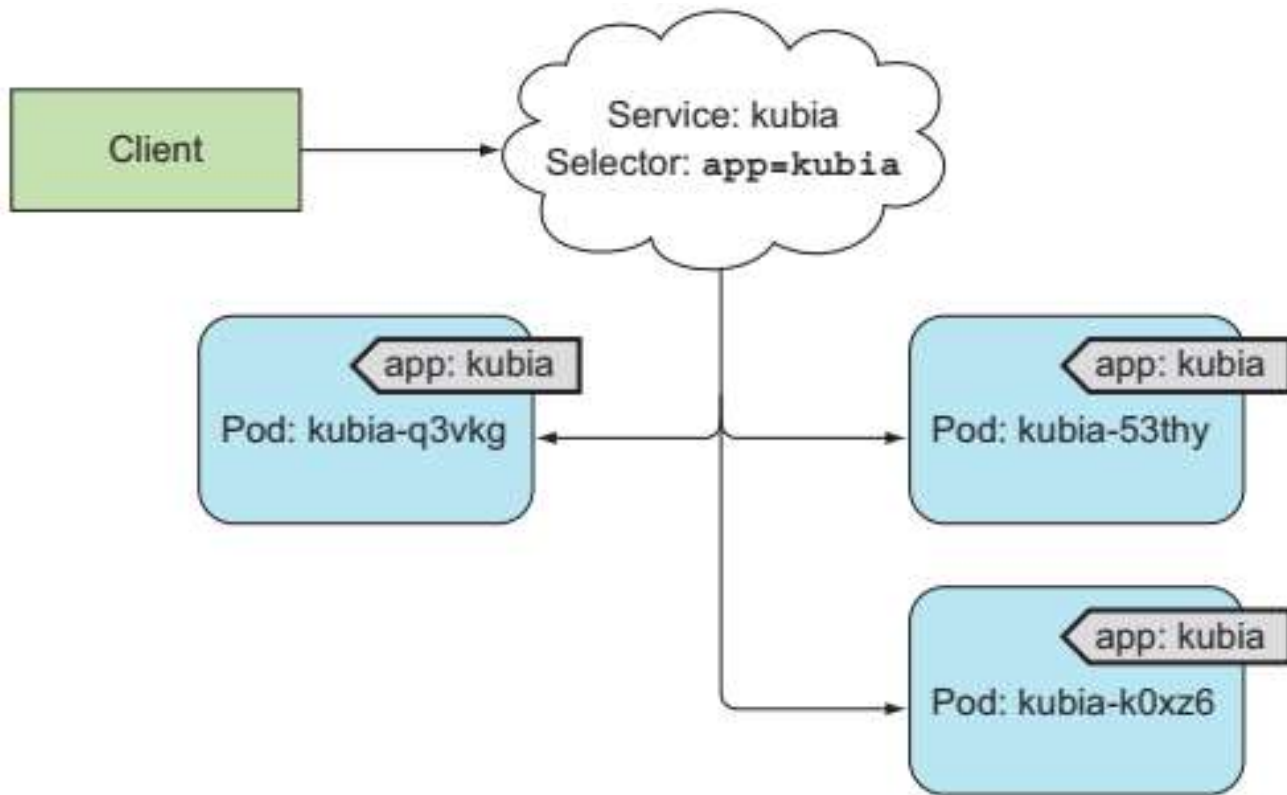 Client
Service: kubia
Selector: app=kubia
app: kubia
Pod: kubia-q3vkg
app: kubia
Pod: kubia-53thy
app: kubia
Pod: kubia-k0xz6